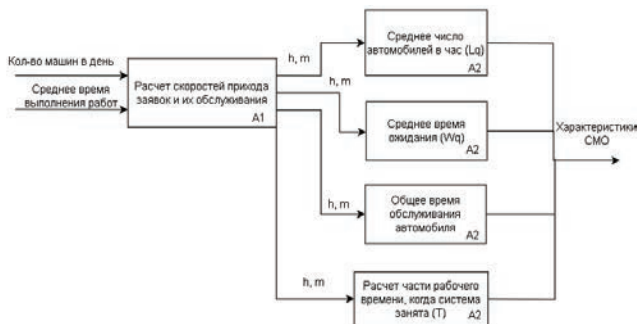 Кол-во машин в день
Среднее время
выполнения работ
Расчет скоростей прихода
заявок и их обслуживания
A1
h, m
h, m
h, m
h, m
Среднее число
автомобилей в час (Lq)
A2
Среднее время
ожидания (Wq)
A2
Общее время
обслуживания
автомобиля
A2
Расчет части рабочего
времени, когда система
занята (T)
A2
Характеристики
СМО